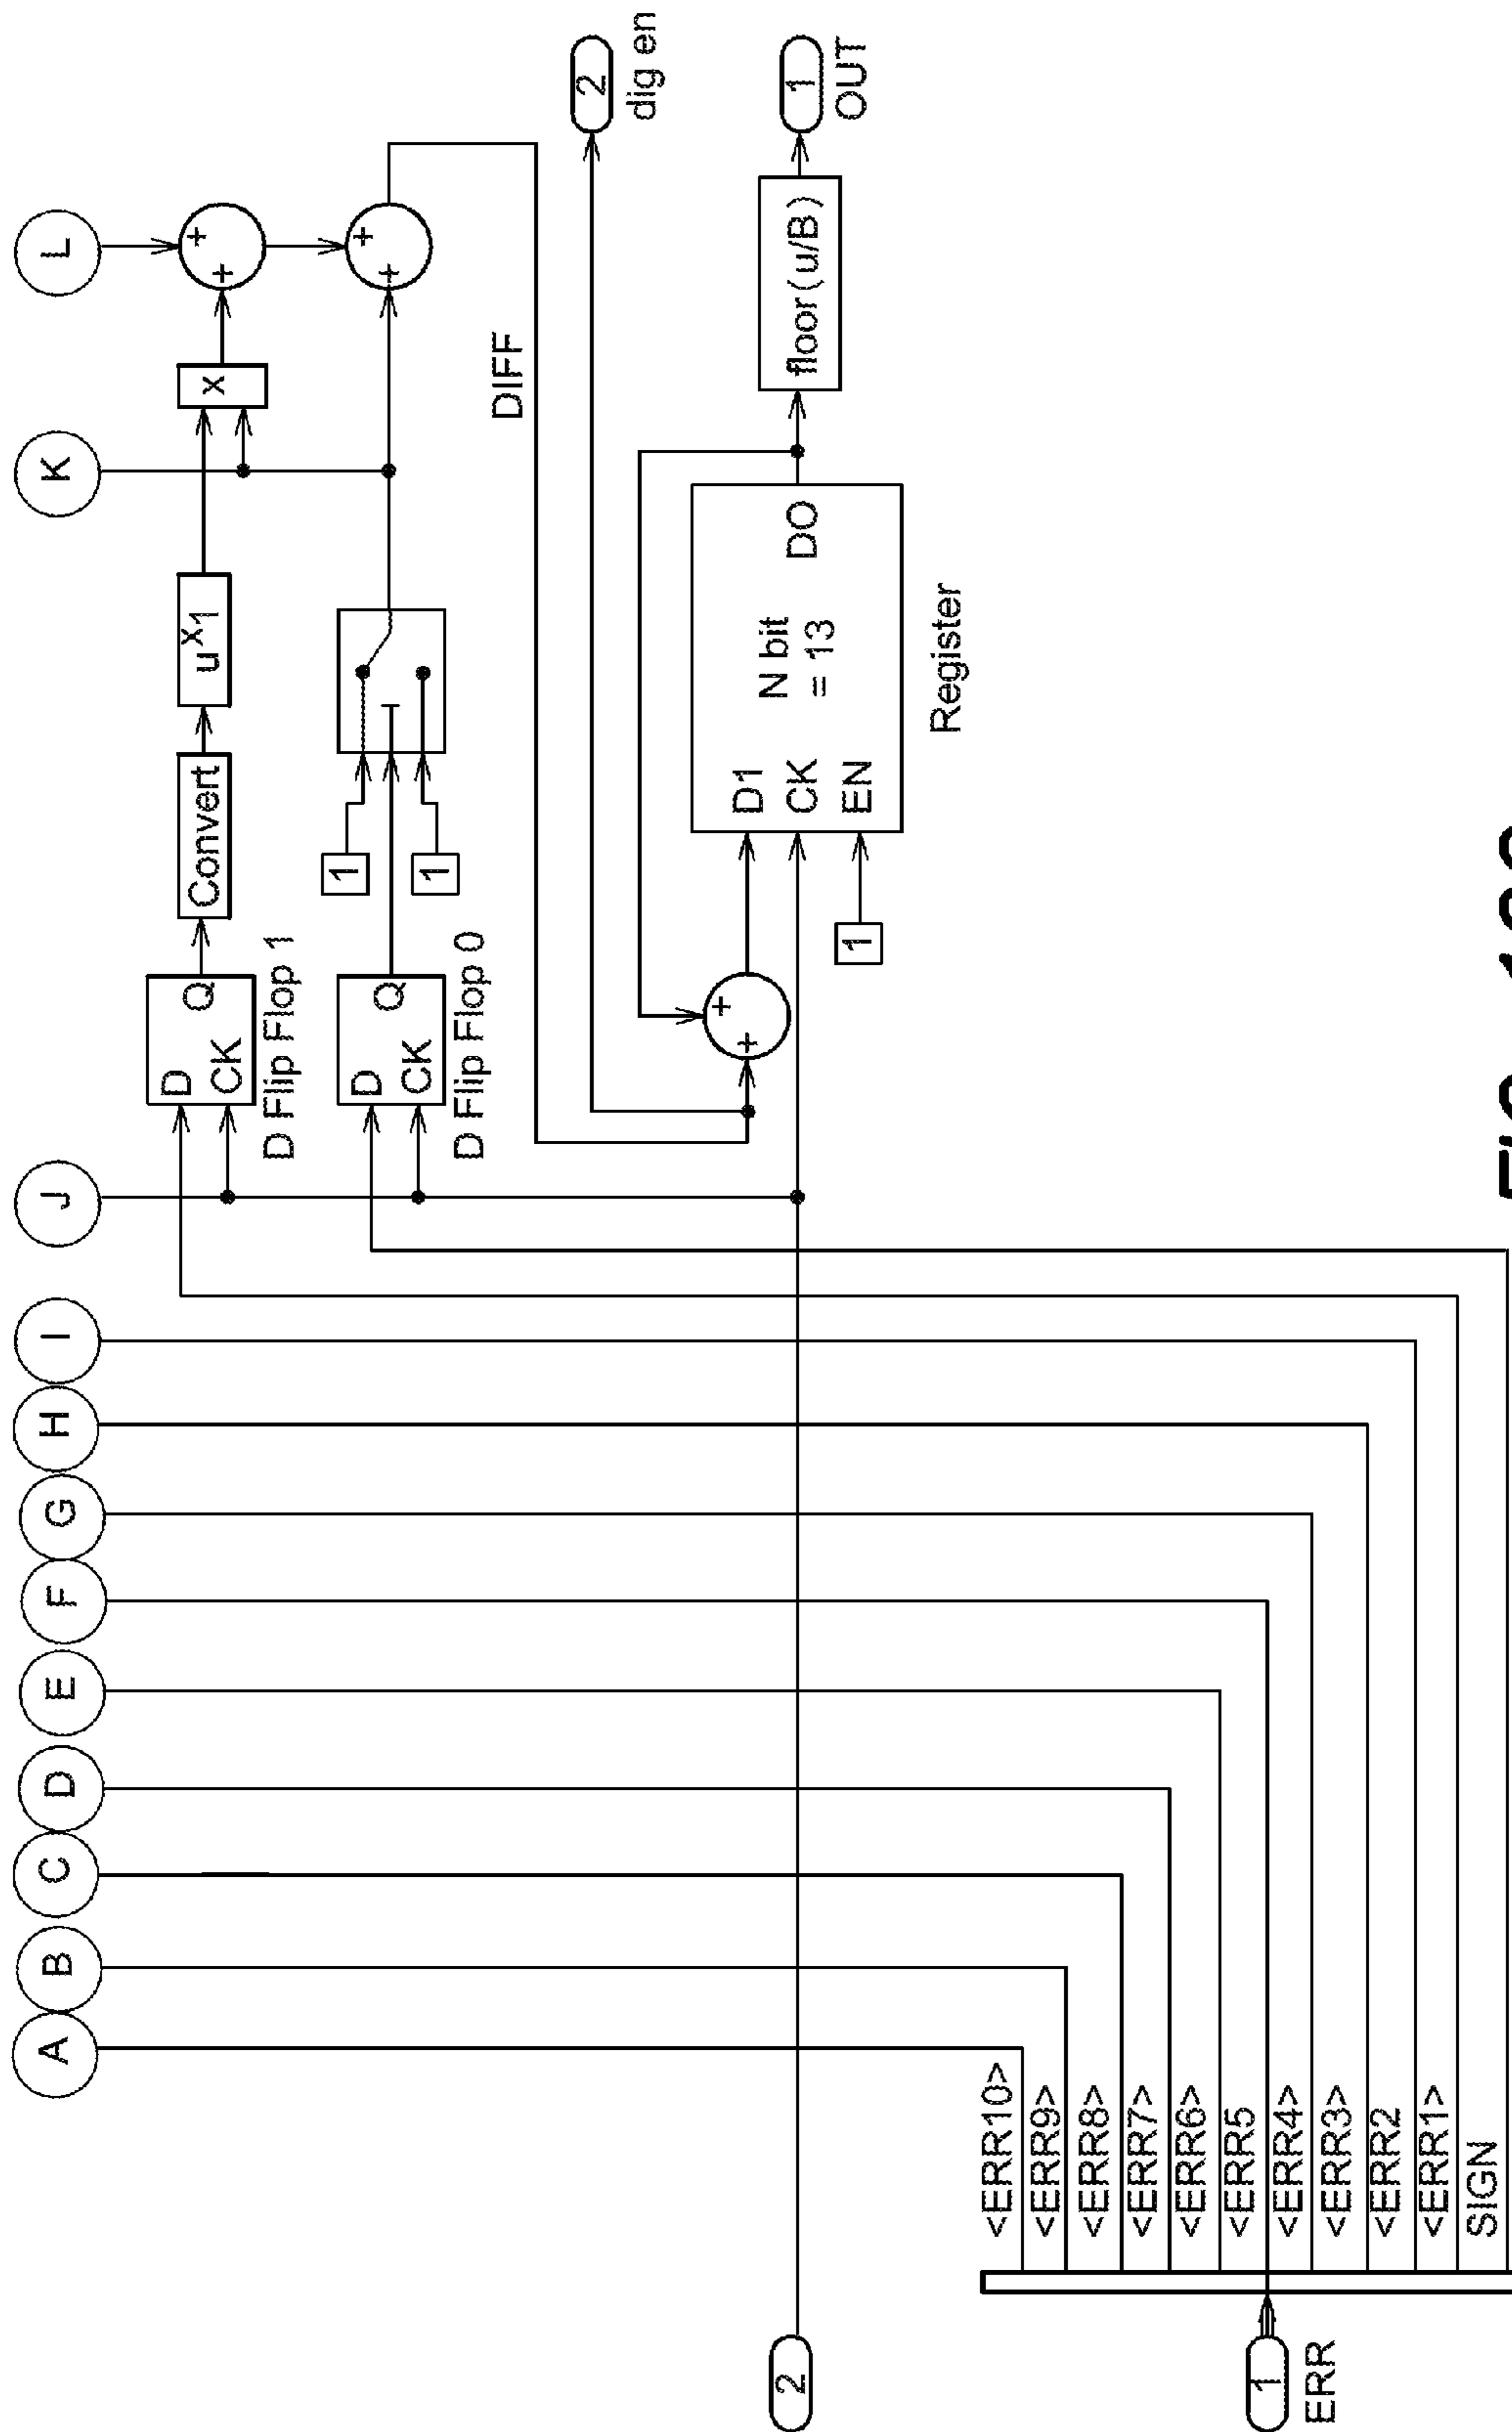 A
B
C
D
E
F
G
H
I
J
K
L
D
CK
Q
D Flip Flop 1
Convert
uX1
x
+
+
D
CK
Q
D Flip Flop 0
1
1
+
+
DIFF
2
dig en
+
+
1
D1
CK
EN
N bit
= 13
DO
Register
floor(u/B)
1
OUT
2
1
ERR
<ERR10>
<ERR9>
<ERR8>
<ERR7>
<ERR6>
<ERR5
<ERR4>
<ERR3>
<ERR2
<ERR1>
SIGN